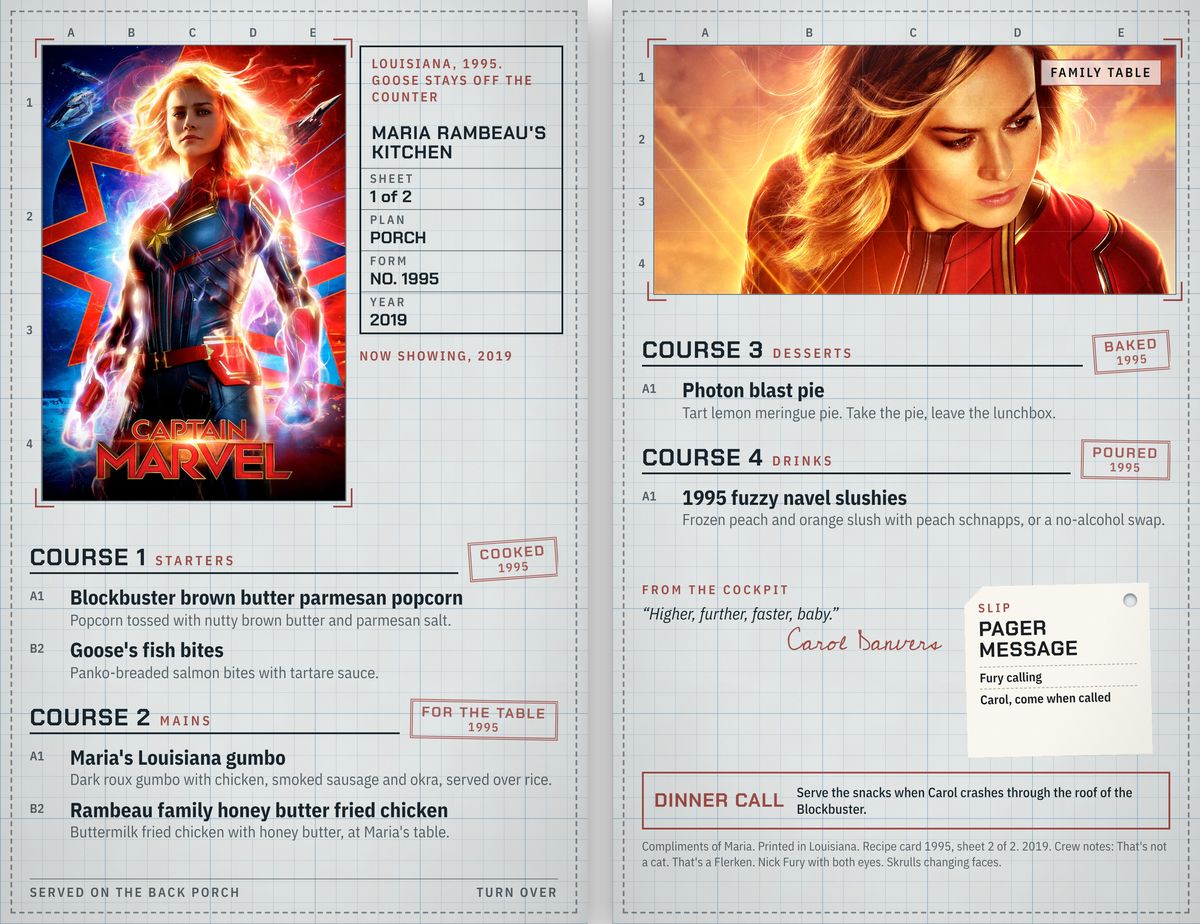 A B C D E
1
2
3
4
CAPTAIN
MARVEL
LOUISIANA, 1995.
GOOSE STAYS OFF THE
COUNTER
MARIA RAMBEAU'S
KITCHEN
SHEET
1 of 2
PLAN
PORCH
FORM
NO. 1995
YEAR
2019
NOW SHOWING, 2019
COURSE 1 STARTERS
COOKED
1995
A1 Blockbuster brown butter parmesan popcorn
Popcorn tossed with nutty brown butter and parmesan salt.
B2 Goose's fish bites
Panko-breaded salmon bites with tartare sauce.
COURSE 2 MAINS
FOR THE TABLE
1995
A1 Maria's Louisiana gumbo
Dark roux gumbo with chicken, smoked sausage and okra, served over rice.
B2 Rambeau family honey butter fried chicken
Buttermilk fried chicken with honey butter, at Maria's table.
SERVED ON THE BACK PORCH TURN OVER
A B C D E
1
2
3
4
FAMILY TABLE
COURSE 3 DESSERTS
BAKED
1995
A1 Photon blast pie
Tart lemon meringue pie. Take the pie, leave the lunchbox.
COURSE 4 DRINKS
POURED
1995
A1 1995 fuzzy navel slushies
Frozen peach and orange slush with peach schnapps, or a no-alcohol swap.
FROM THE COCKPIT
“Higher, further, faster, baby.”
Carol Danvers
SLIP
PAGER
MESSAGE
Fury calling
Carol, come when called
DINNER CALL
Serve the snacks when Carol crashes through the roof of the
Blockbuster.
Compliments of Maria. Printed in Louisiana. Recipe card 1995, sheet 2 of 2. 2019. Crew notes: That's not
a cat. That's a Flerken. Nick Fury with both eyes. Skrulls changing faces.